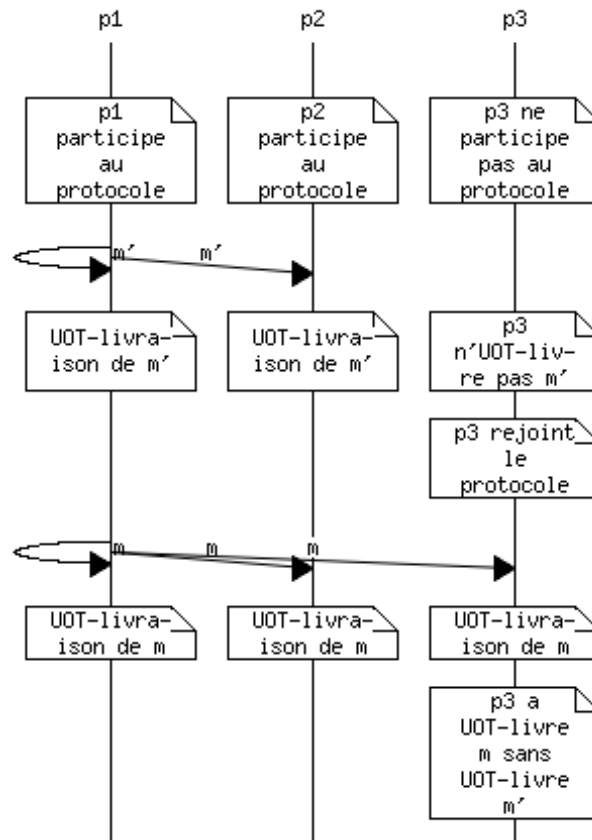 p1
p2
p3
p1
participe
au
protocole
p2
participe
au
protocole
p3 ne
participe
pas au
protocole
m'
m'
UOT-livra-
ison de m'
UOT-livra-
ison de m'
p3
n'UOT-liv-
re pas m'
p3 rejoint
le
protocole
m
m
m
UOT-livra-
ison de m
UOT-livra-
ison de m
UOT-livra-
ison de m
p3 a
UOT-livre
m sans
UOT-livre
m'